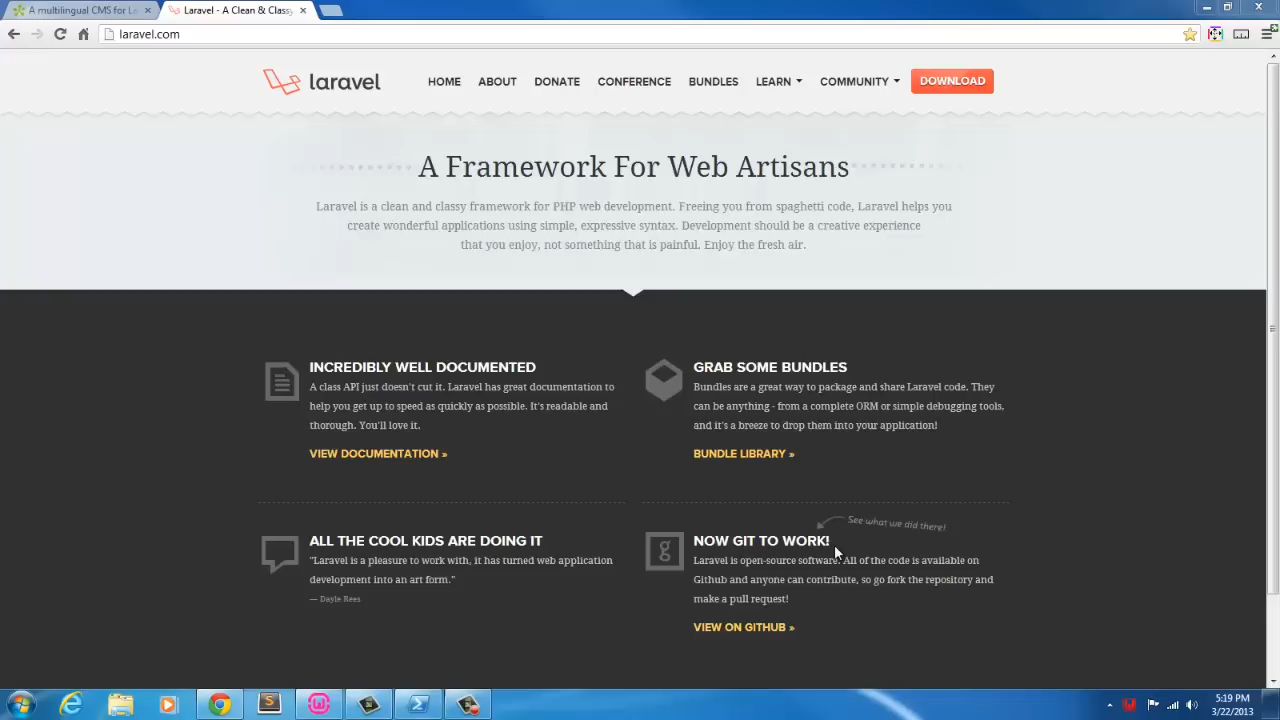 A multilingual CMS for La
Laravel - A Clean & Classy
laravel.com
laravel
HOME ABOUT DONATE CONFERENCE BUNDLES LEARN COMMUNITY DOWNLOAD
A Framework For Web Artisans
Laravel is a clean and classy framework for PHP web development. Freeing you from spaghetti code, Laravel helps you
create wonderful applications using simple, expressive syntax. Development should be a creative experience
that you enjoy, not something that is painful. Enjoy the fresh air.
INCREDIBLY WELL DOCUMENTED
A class API just doesn't cut it. Laravel has great documentation to
help you get up to speed as quickly as possible. It's readable and
thorough. You'll love it.
VIEW DOCUMENTATION »
GRAB SOME BUNDLES
Bundles are a great way to package and share Laravel code. They
can be anything - from a complete ORM or simple debugging tools,
and it's a breeze to drop them into your application!
BUNDLE LIBRARY »
ALL THE COOL KIDS ARE DOING IT
"Laravel is a pleasure to work with, it has turned web application
development into an art form."
— Dayle Rees
See what we did there!
g
NOW GIT TO WORK!
Laravel is open-source software. All of the code is available on
Github and anyone can contribute, so go fork the repository and
make a pull request!
VIEW ON GITHUB »
5:19 PM
3/22/2013